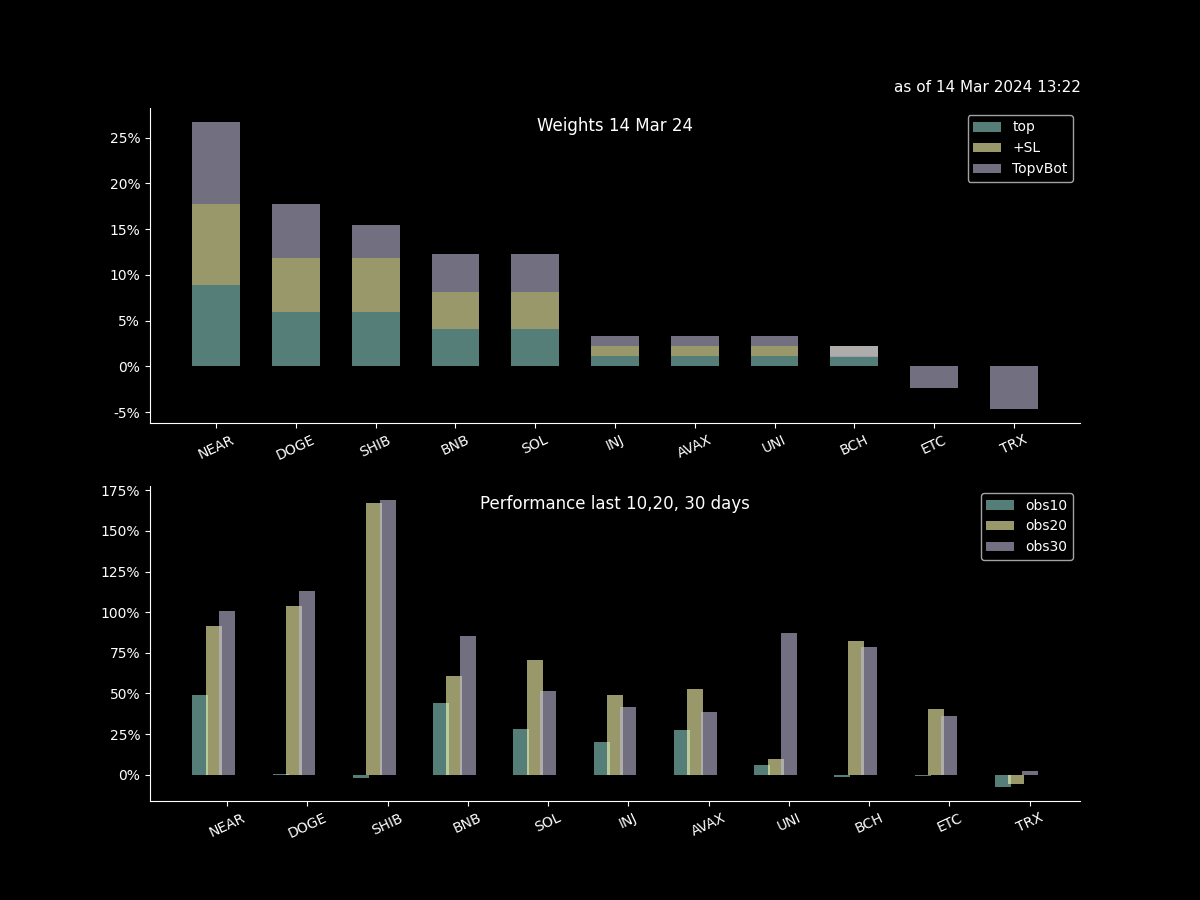 as of 14 Mar 2024 13:22
Weights 14 Mar 24
top
+SL
TopvBot
25%
20%
15%
10%
5%
0%
-5%
NEAR DOGE SHIB BNB SOL INJ AVAX UNI BCH ETC TRX
Performance last 10,20, 30 days
obs10
obs20
obs30
175%
150%
125%
100%
75%
50%
25%
0%
NEAR DOGE SHIB BNB SOL INJ AVAX UNI BCH ETC TRX